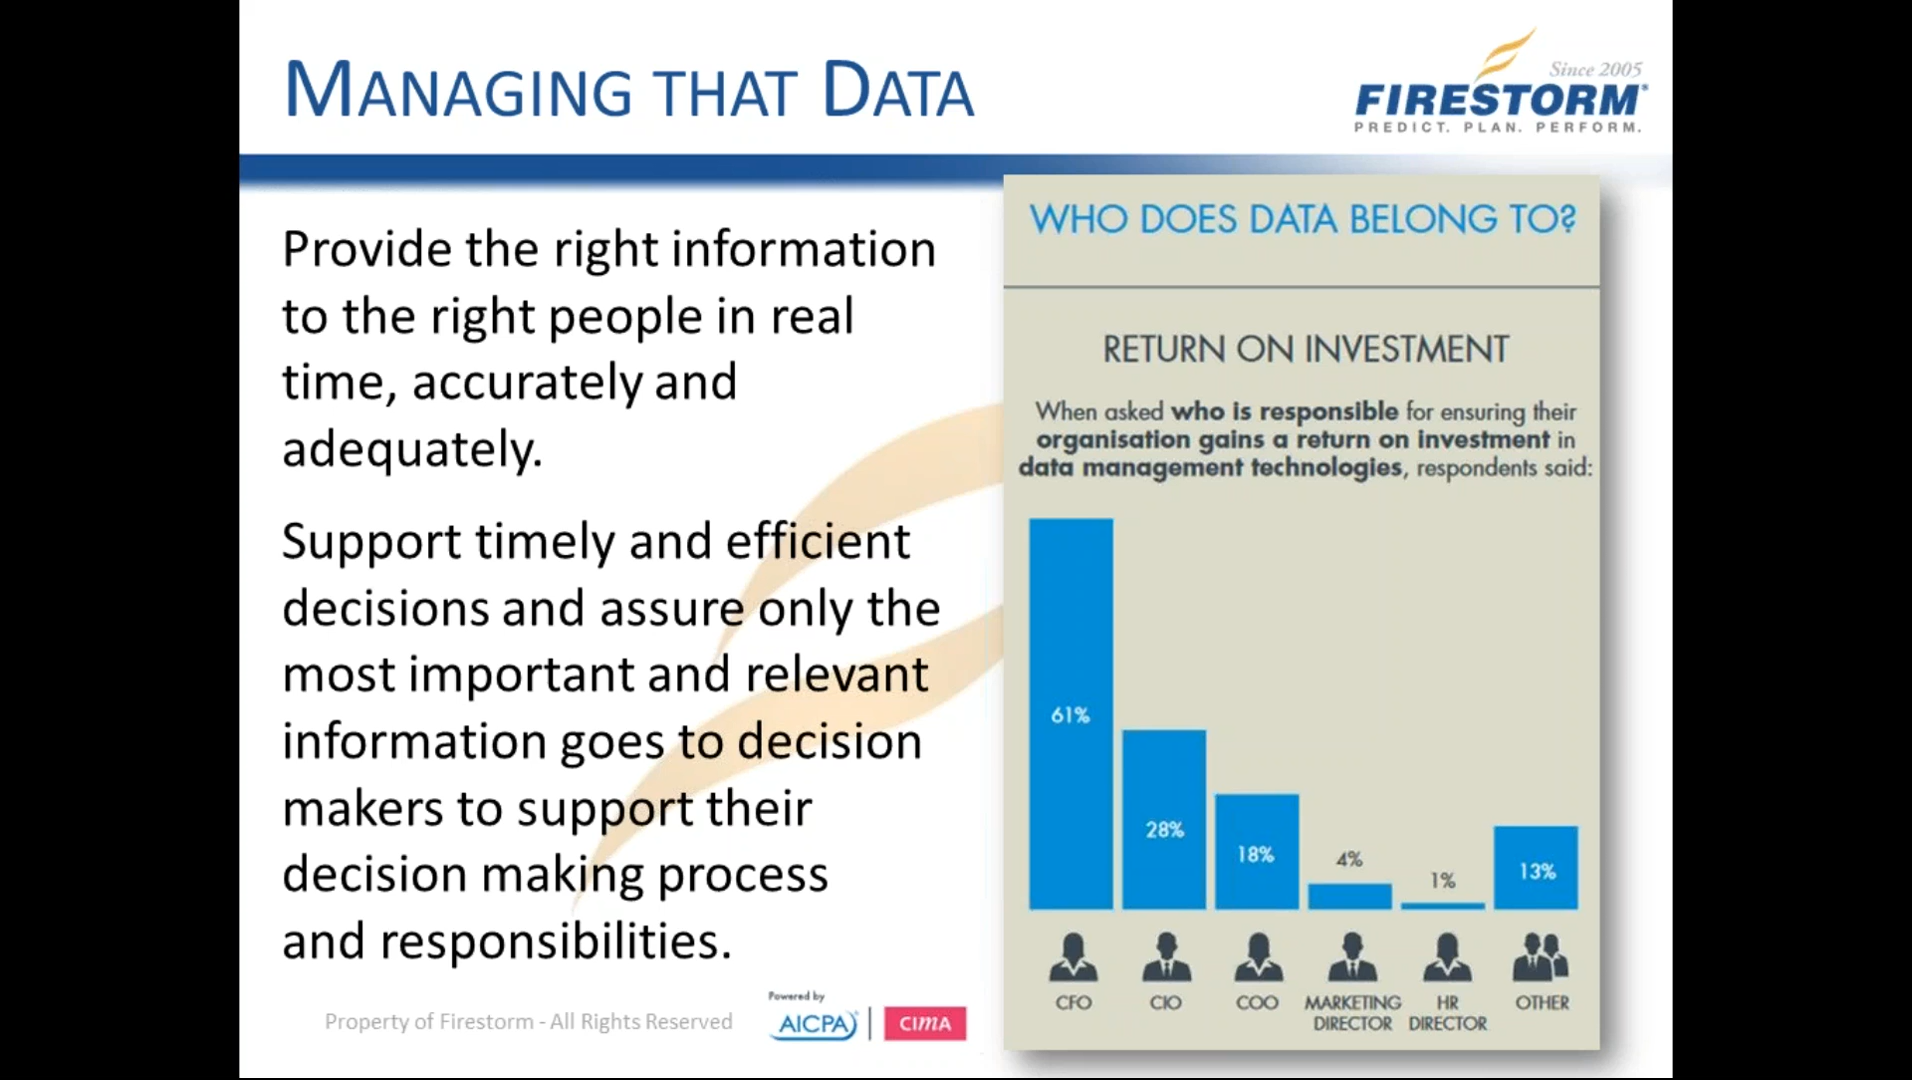 MANAGING THAT DATA
Since 2005
FIRESTORM®
PREDICT. PLAN. PERFORM.
Provide the right information
to the right people in real
time, accurately and
adequately.
Support timely and efficient
decisions and assure only the
most important and relevant
information goes to decision
makers to support their
decision making process
and responsibilities.
WHO DOES DATA BELONG TO?
RETURN ON INVESTMENT
When asked who is responsible for ensuring their
organisation gains a return on investment in
data management technologies, respondents said:
61%
28%
18%
4%
1%
13%
CFO
CIO
COO
MARKETING
DIRECTOR
HR
DIRECTOR
OTHER
Property of Firestorm - All Rights Reserved
Powered by
AICPA
CIMA